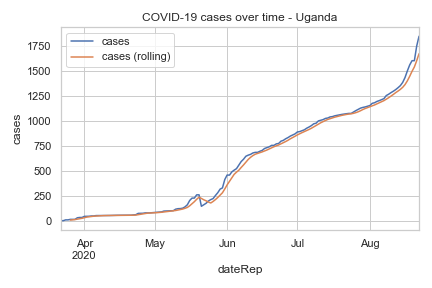 COVID-19 cases over time - Uganda
cases
cases (rolling)
1750
1500
1250
1000
750
500
250
0
cases
Apr
2020
May
Jun
Jul
Aug
dateRep